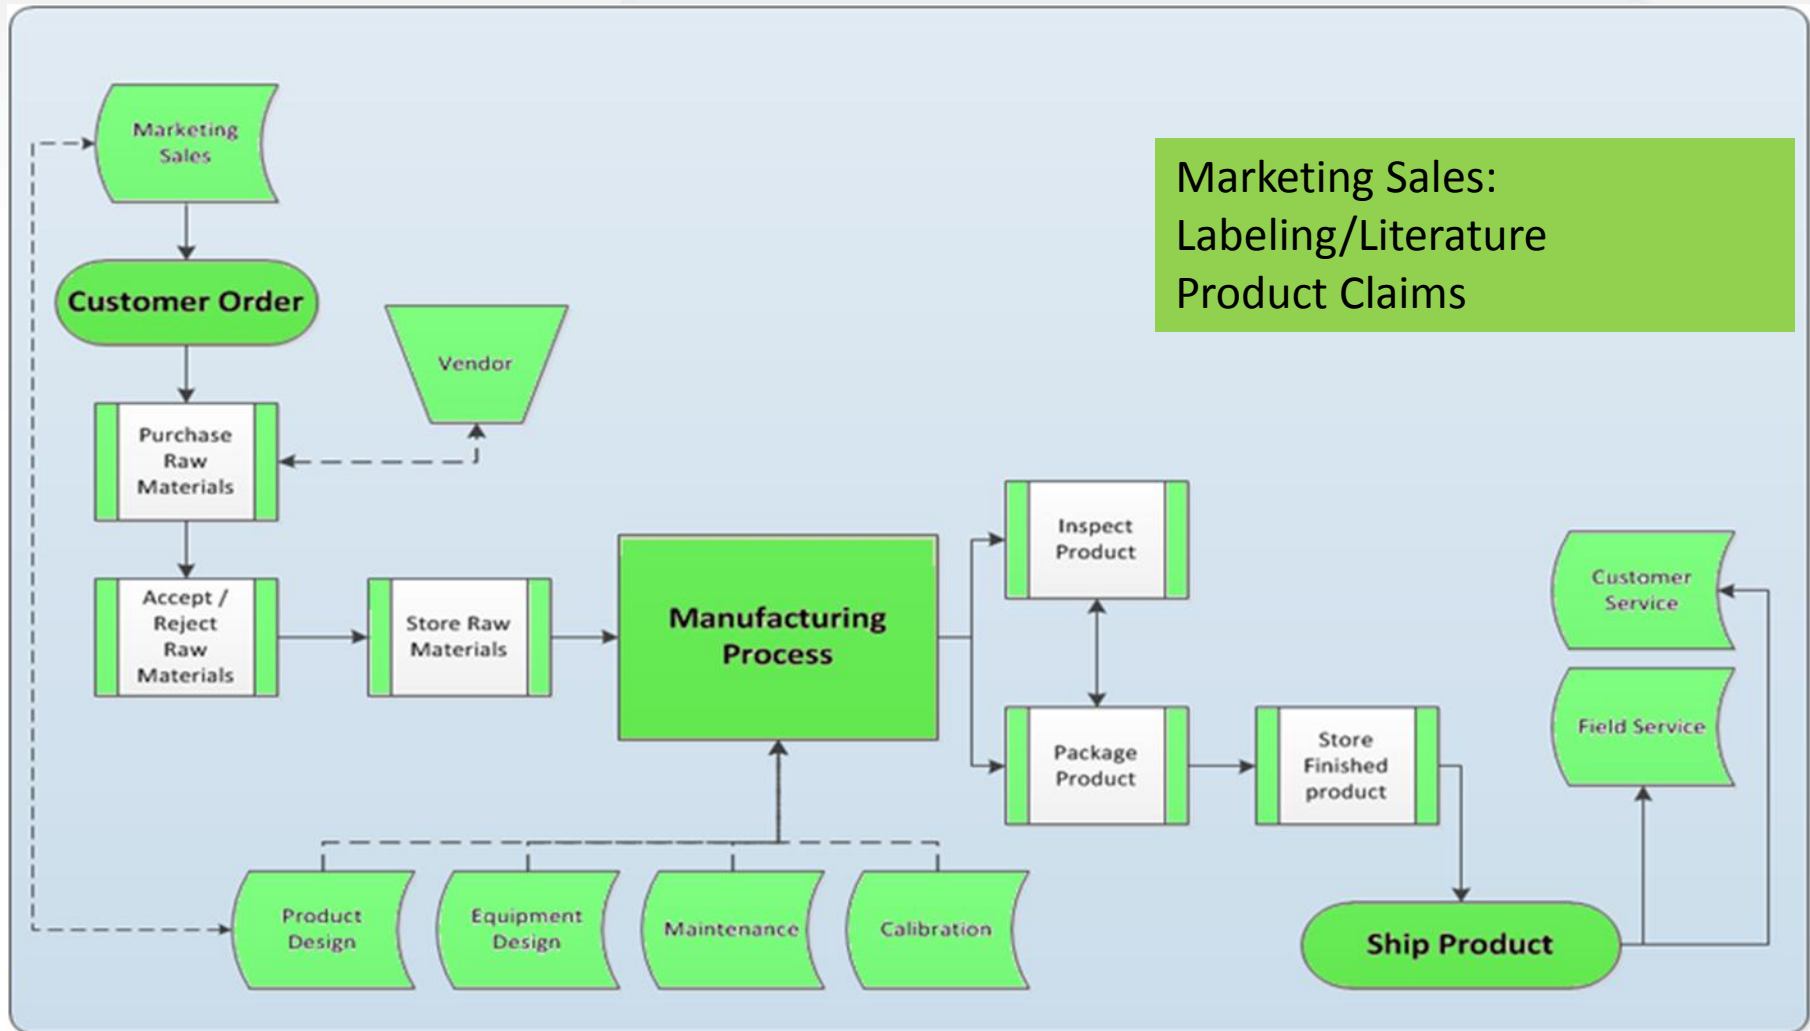 Marketing
Sales
Marketing Sales:
Labeling/Literature
Product Claims
Customer Order
Vendor
Purchase
Raw
Materials
Inspect
Product
Customer
Service
Accept /
Reject
Raw
Materials
Store Raw
Materials
Manufacturing
Process
Field Service
Package
Product
Store
Finished
product
Product
Design
Equipment
Design
Maintenance
Calibration
Ship Product